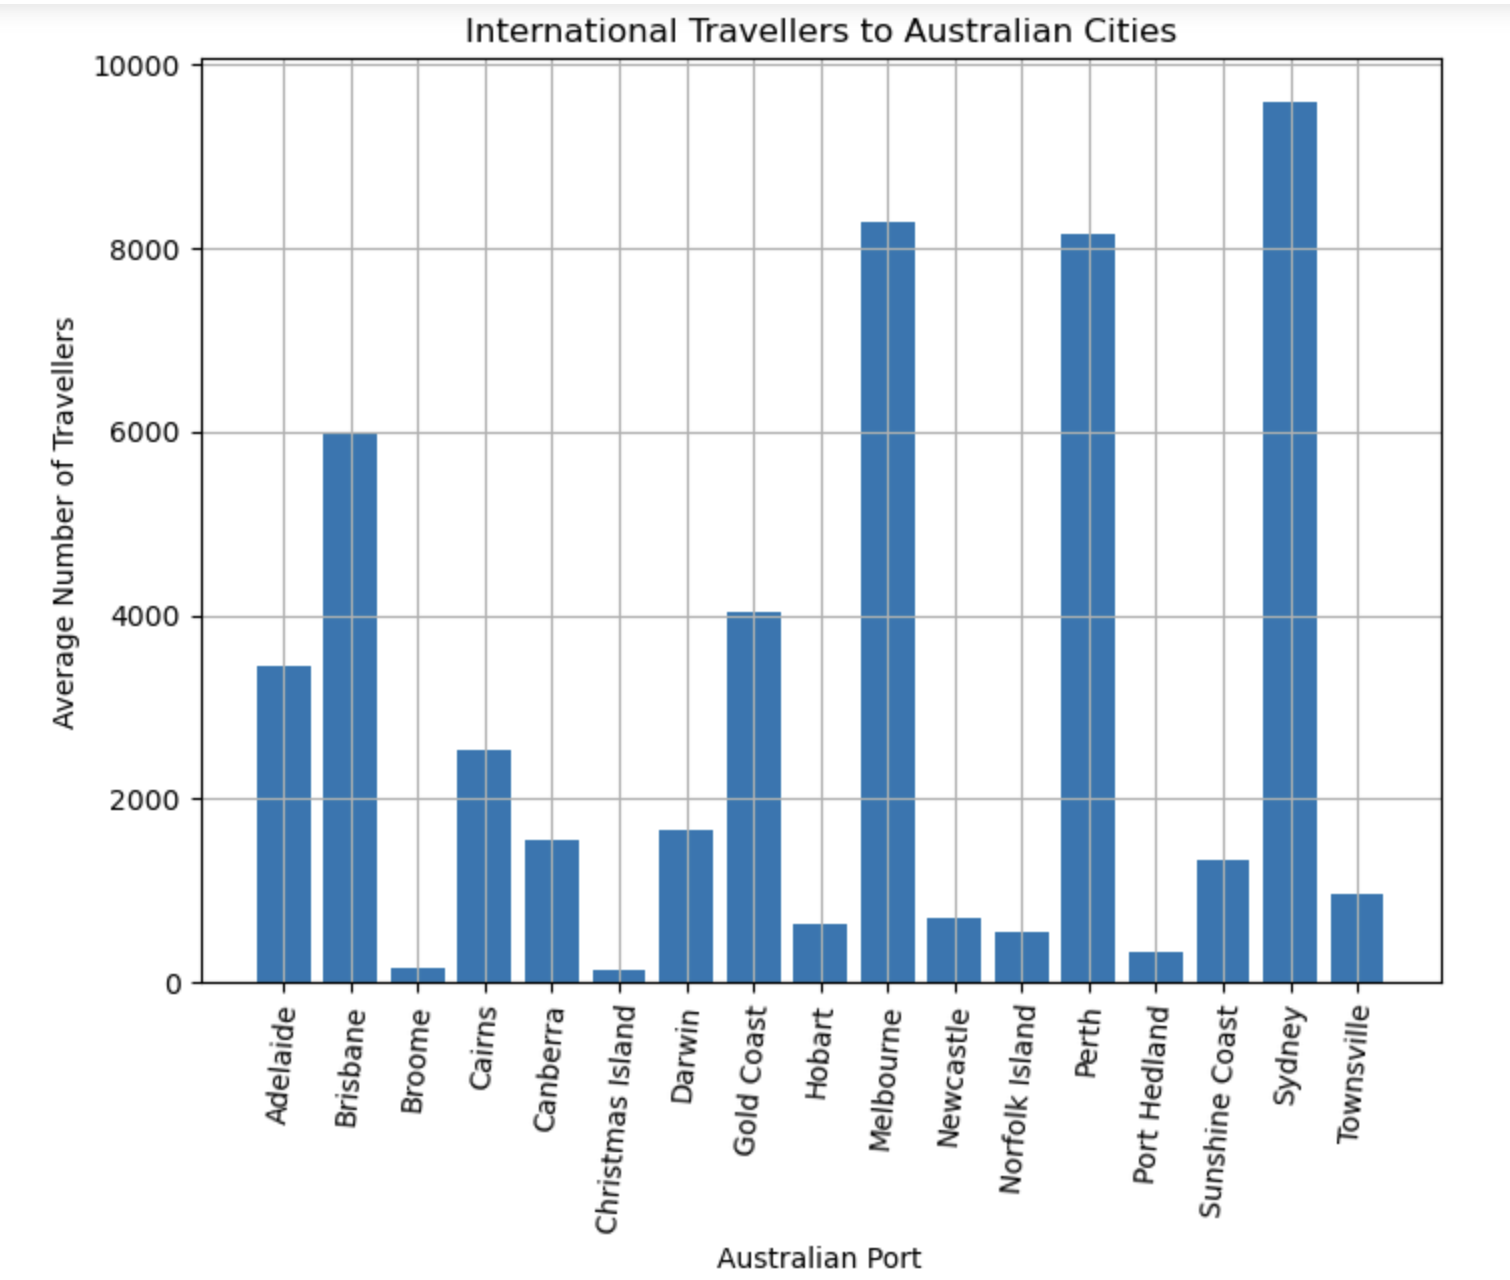 International Travellers to Australian Cities
10000
8000
6000
4000
2000
0
Average Number of Travellers
Adelaide
Brisbane
Broome
Cairns
Canberra
Christmas Island
Darwin
Gold Coast
Hobart
Melbourne
Newcastle
Norfolk Island
Perth
Port Hedland
Sunshine Coast
Sydney
Townsville
Australian Port